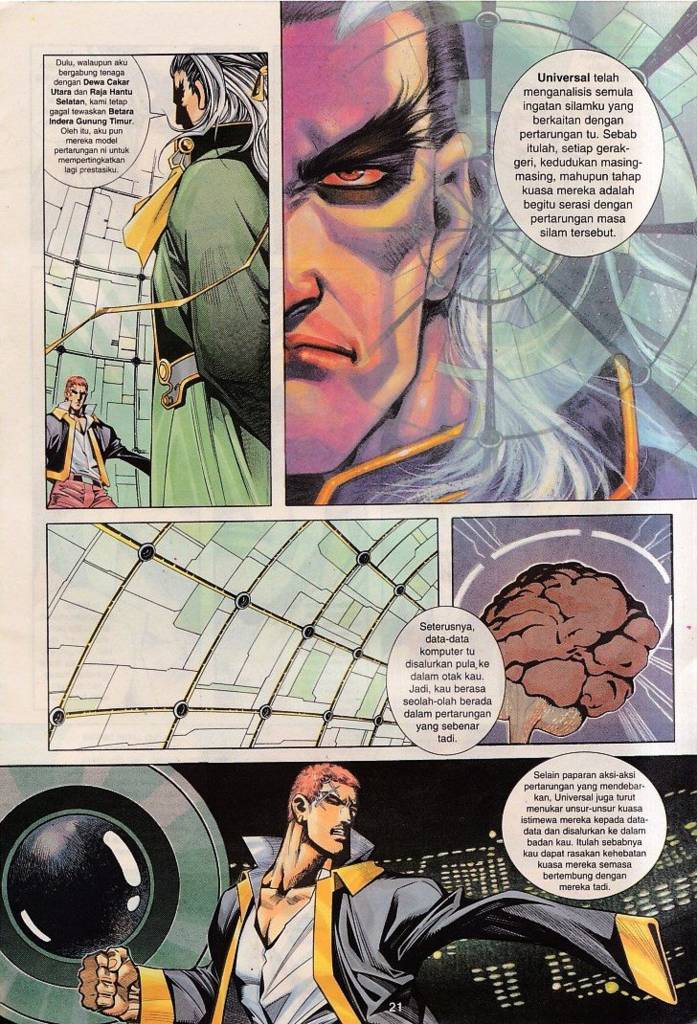 Dulu, walaupun aku
bergabung tenaga
dengan Dewa Cakar
Utara dan Raja Hantu
Selatan, kami tetap
gagal tewaskan Betara
Indera Gunung Timur.
Oleh itu, aku pun
mereka model
pertarungan ni untuk
mempertingkatkan
lagi prestasiku.
Universal telah
menganalisis semula
ingatan silamku yang
berkaitan dengan
pertarungan tu. Sebab
itulah, setiap gerak-
geri, kedudukan masing-
masing, mahupun tahap
kuasa mereka adalah
begitu serasi dengan
pertarungan masa
silam tersebut.
Seterusnya,
data-data
komputer tu
disalurkan pula ke
dalam otak kau.
Jadi, kau berasa
seolah-olah berada
dalam pertarungan
yang sebenar
tadi.
Selain paparan aksi-aksi
pertarungan yang mendebar-
kan, Universal juga turut
menukar unsur-unsur kuasa
istimewa mereka kepada data-
data dan disalurkan ke dalam
badan kau. Itulah sebabnya
kau dapat rasakan kehebatan
kuasa mereka semasa
bertembung dengan
mereka tadi.
21